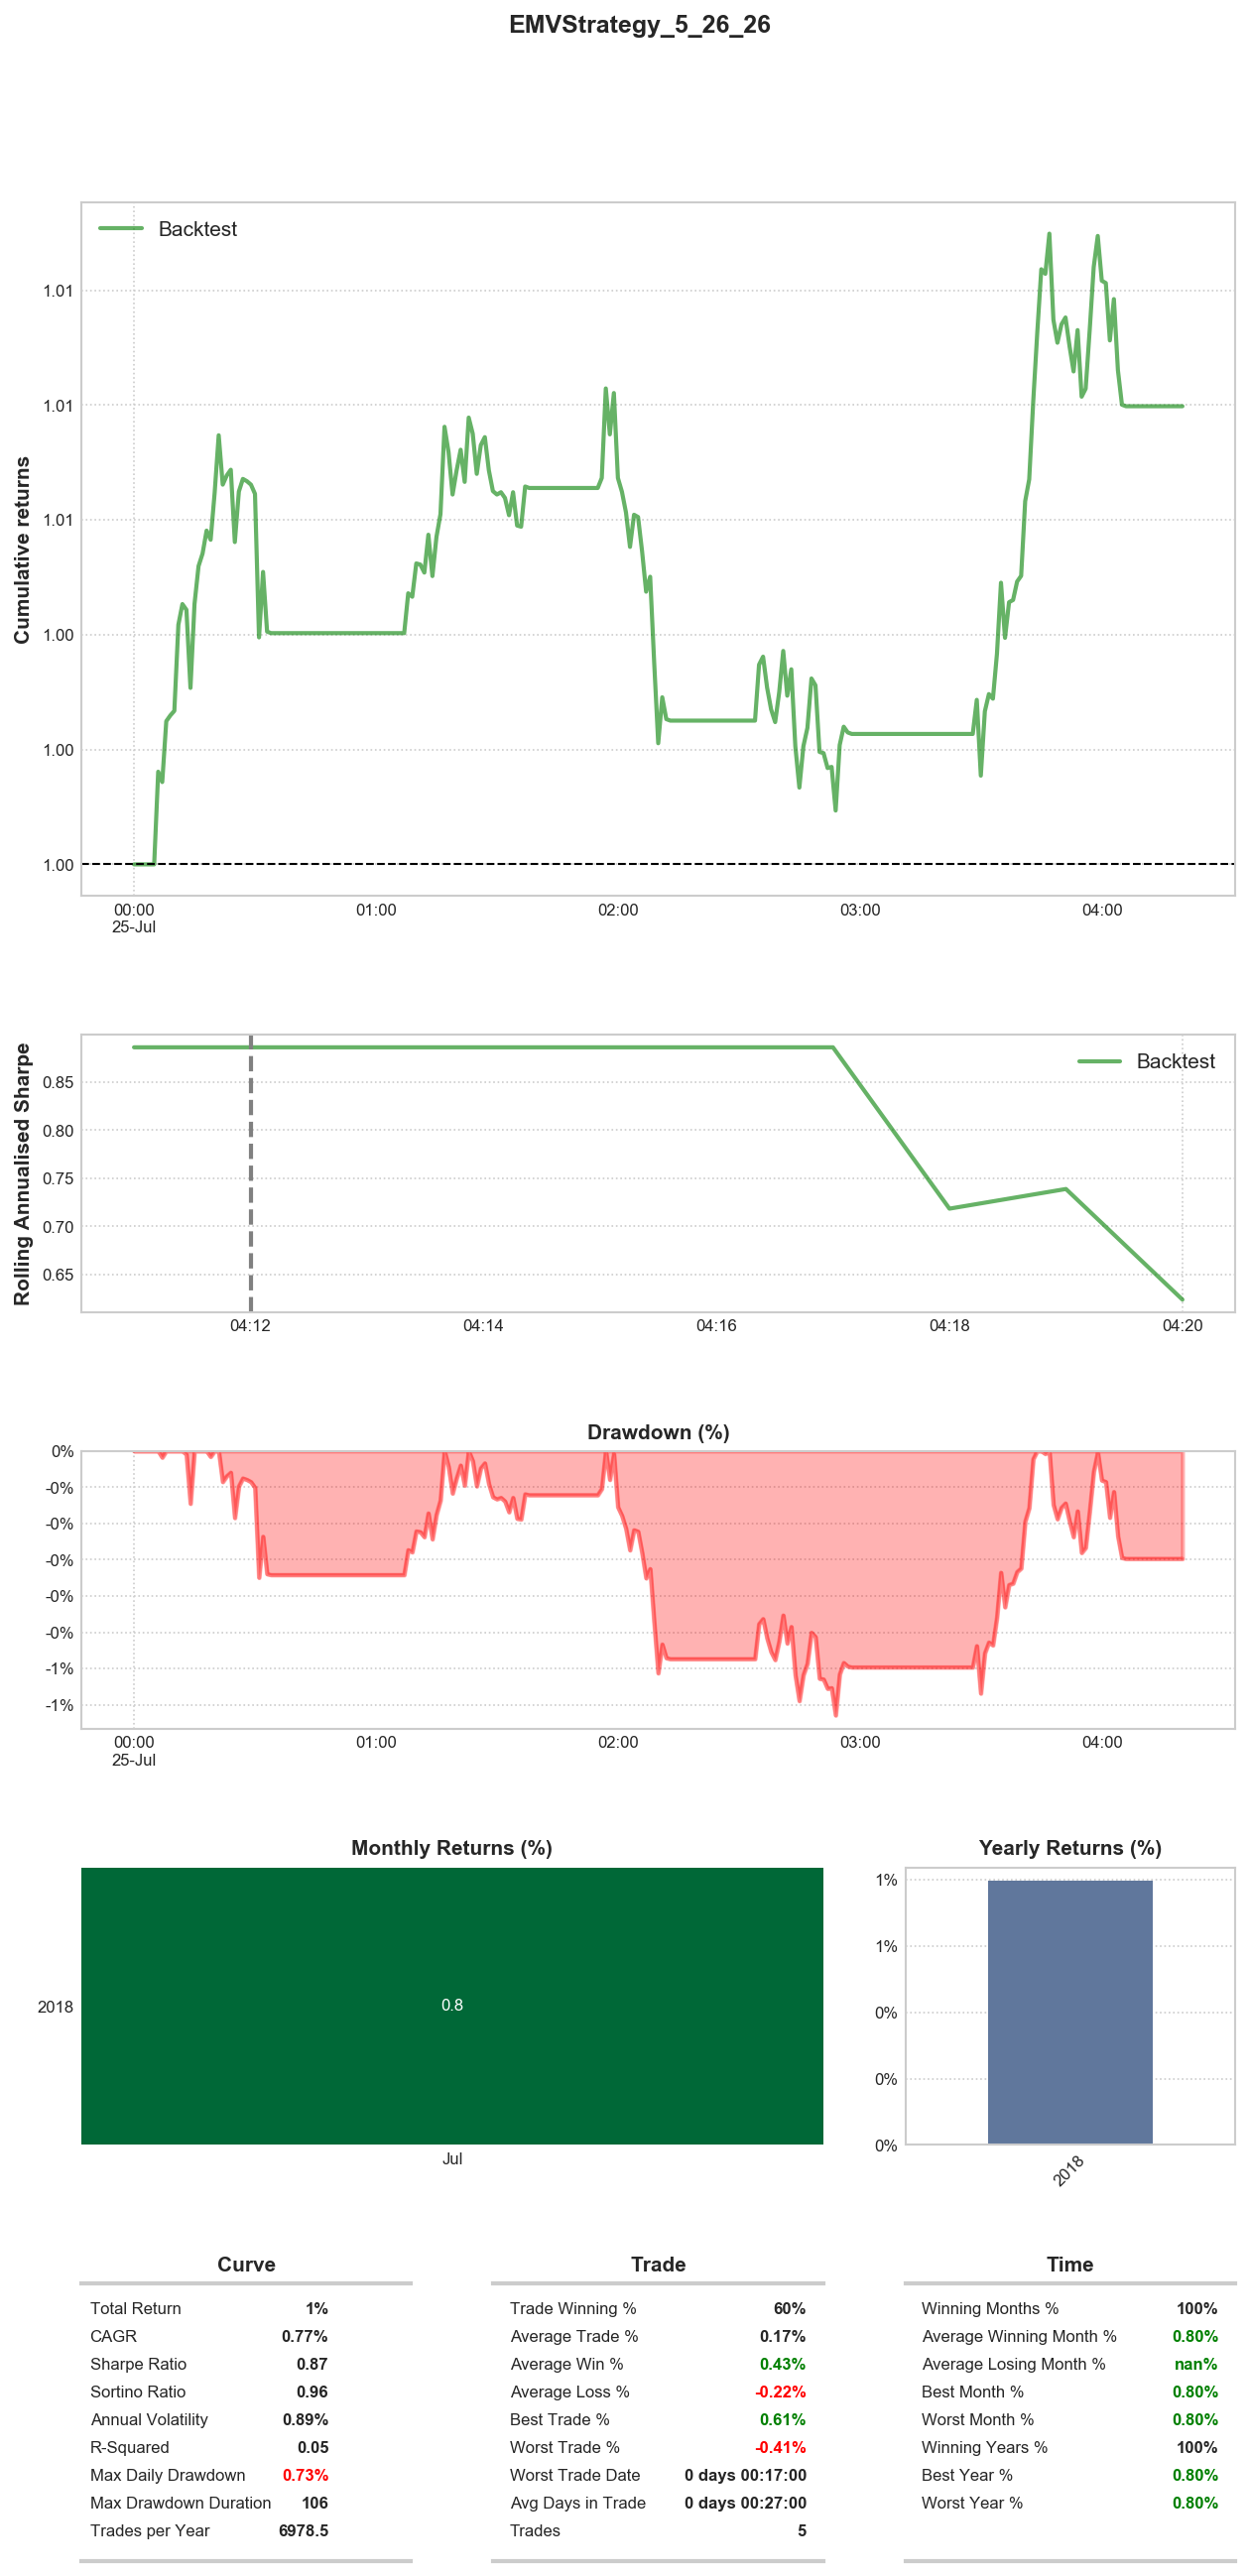 EMVStrategy_5_26_26
Backtest
Cumulative returns
1.01
1.01
1.01
1.00
1.00
1.00
00:00 01:00 02:00 03:00 04:00
25-Jul
Rolling Annualised Sharpe
Backtest
0.85
0.80
0.75
0.70
0.65
04:12 04:14 04:16 04:18 04:20
Drawdown (%)
0%
-0%
-0%
-0%
-0%
-0%
-1%
-1%
00:00 01:00 02:00 03:00 04:00
25-Jul
Monthly Returns (%)
2018
0.8
Jul
Yearly Returns (%)
1%
1%
0%
0%
0%
2018
Curve
Total Return 1%
CAGR 0.77%
Sharpe Ratio 0.87
Sortino Ratio 0.96
Annual Volatility 0.89%
R-Squared 0.05
Max Daily Drawdown 0.73%
Max Drawdown Duration 106
Trades per Year 6978.5
Trade
Trade Winning % 60%
Average Trade % 0.17%
Average Win % 0.43%
Average Loss % -0.22%
Best Trade % 0.61%
Worst Trade % -0.41%
Worst Trade Date 0 days 00:17:00
Avg Days in Trade 0 days 00:27:00
Trades 5
Time
Winning Months % 100%
Average Winning Month % 0.80%
Average Losing Month % nan%
Best Month % 0.80%
Worst Month % 0.80%
Winning Years % 100%
Best Year % 0.80%
Worst Year % 0.80%